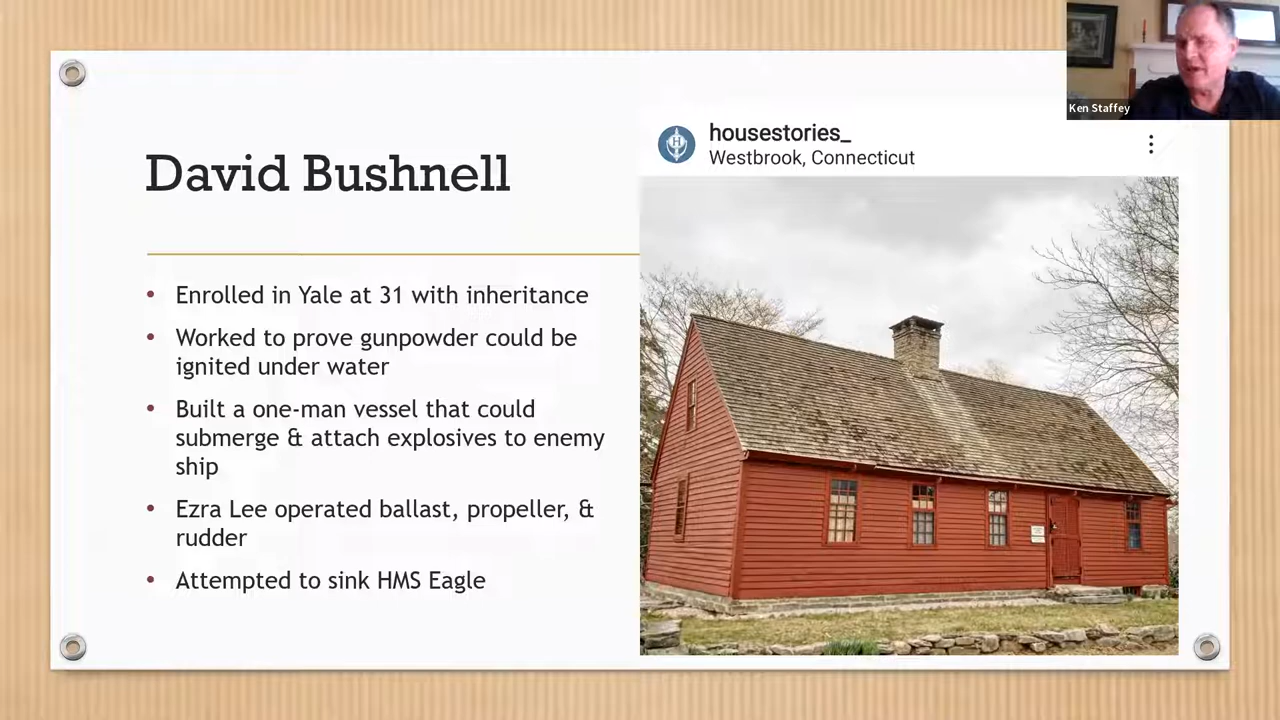 Ken Staffey
David Bushnell
housestories_
Westbrook, Connecticut
• Enrolled in Yale at 31 with inheritance
• Worked to prove gunpowder could be
ignited under water
• Built a one-man vessel that could
submerge & attach explosives to enemy
ship
• Ezra Lee operated ballast, propeller, &
rudder
• Attempted to sink HMS Eagle
H